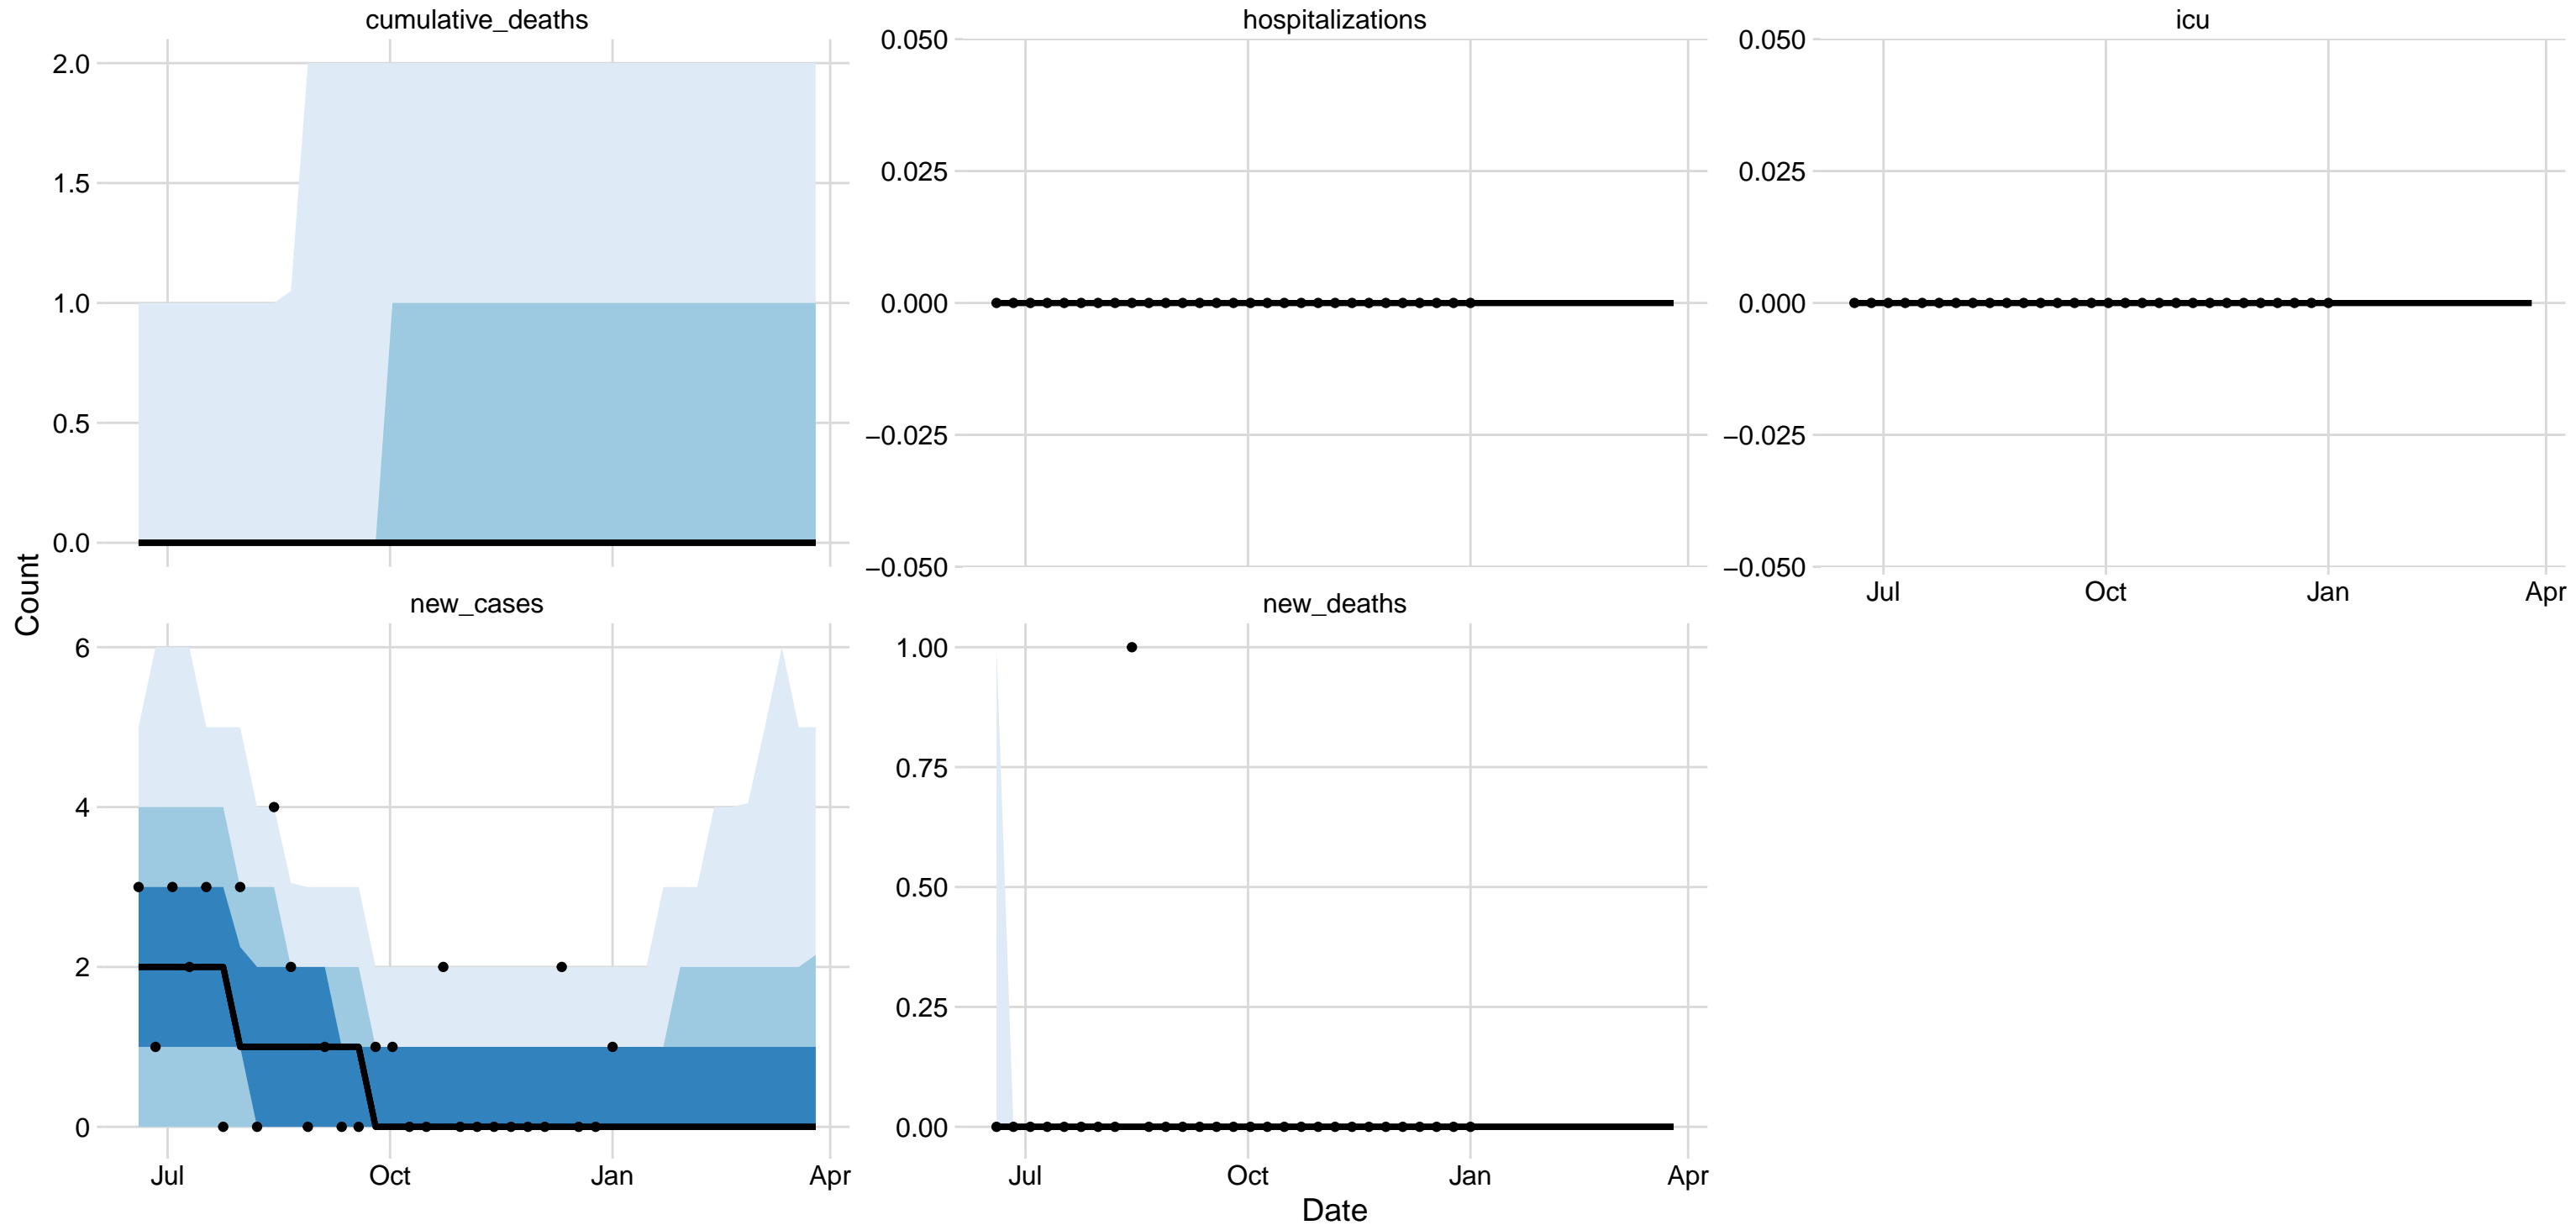 cumulative_deaths
2.0
1.5
1.0
0.5
0.0
hospitalizations
0.050
0.025
0.000
−0.025
−0.050
icu
0.050
0.025
0.000
−0.025
−0.050
Jul Oct Jan Apr
Count
new_cases
6
4
2
0
Jul Oct Jan Apr
new_deaths
1.00
0.75
0.50
0.25
0.00
Jul Oct Jan Apr
Date